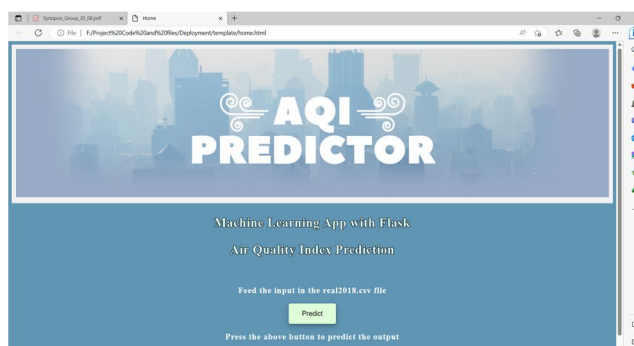 Synopsis_Group_ID_08.pdf
Home
File
F:/Project%20Code%20and%20files/Deployment/template/home.html
AQI
PREDICTOR
Machine Learning App with Flask
Air Quality Index Prediction
Feed the input in the real2018.csv file
Predict
Press the above button to predict the output